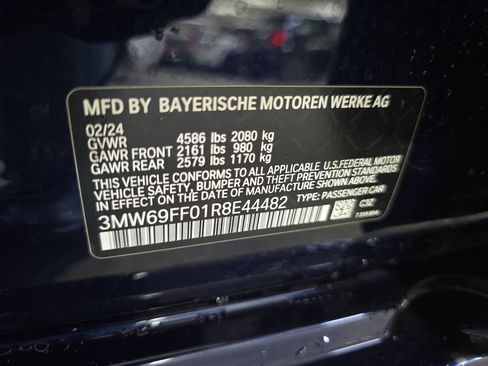 MFD BY BAYERISCHE MOTOREN WERKE AG
02/24
GVWR 4586 lbs 2080 kg
GAWR FRONT 2161 lbs 980 kg
GAWR REAR 2579 lbs 1170 kg
THIS VEHICLE CONFORMS TO ALL APPLICABLE U.S. FEDERAL MOTOR
VEHICLE SAFETY, BUMPER AND THEFT PREVENTION STANDARDS
IN EFFECT ON THE DATE OF MANUFACTURE SHOWN ABOVE.
3MW69FF01R8E44482 TYPE: PASSENGER CAR
C3Z